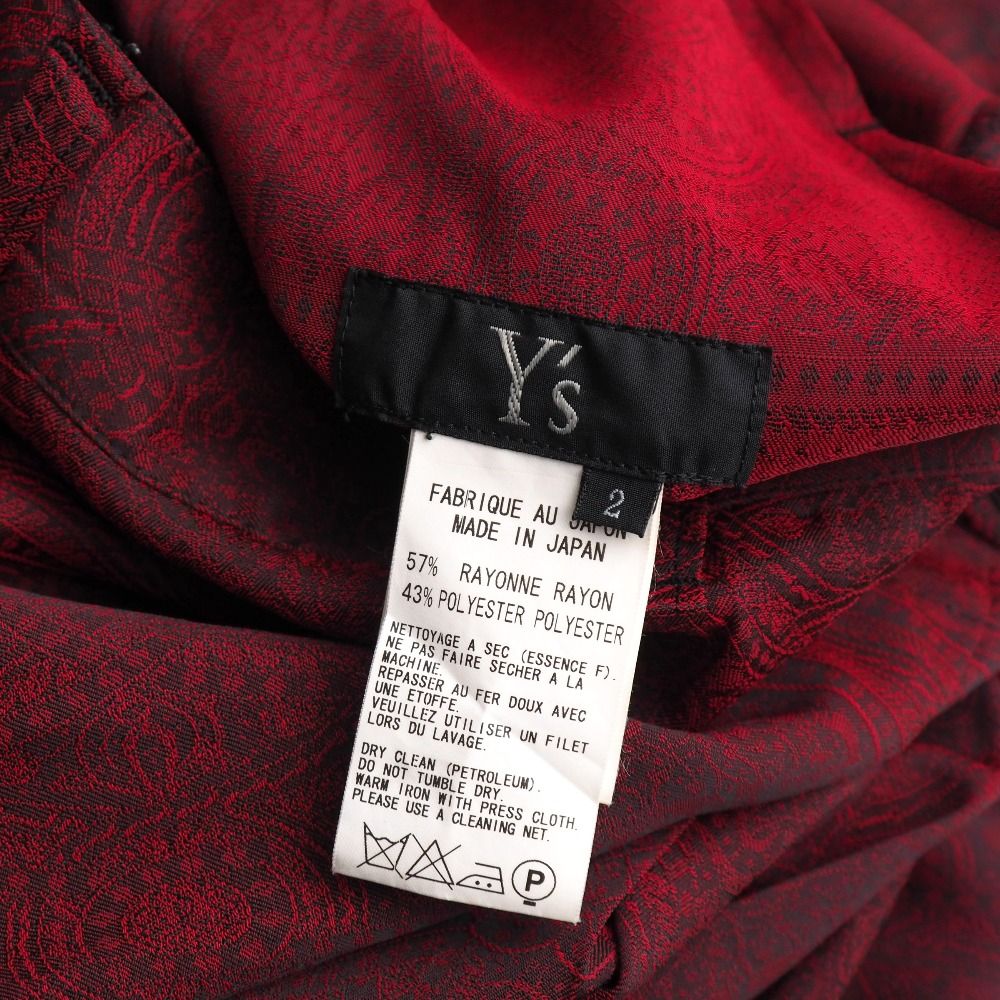 Y's
2
FABRIQUE AU JAPON
MADE IN JAPAN
57% RAYONNE RAYON
43% POLYESTER POLYESTER
NETTOYAGE A SEC (ESSENCE F).
NE PAS FAIRE SECHER A LA
MACHINE.
REPASSER AU FER DOUX AVEC
UNE ETOFFE.
VEUILLEZ UTILISER UN FILET
LORS DU LAVAGE.
DRY CLEAN (PETROLEUM).
DO NOT TUMBLE DRY.
WARM IRON WITH PRESS CLOTH.
PLEASE USE A CLEANING NET.
P